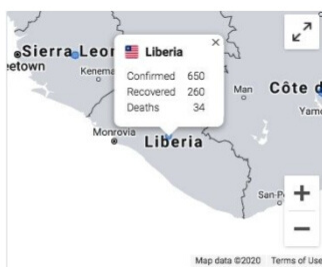 Sierra Leon
eetown
Kenema
Liberia
×
Confirmed 650
Recovered 260
Deaths 34
Man
Côte d
Yam
Monrovia
Liberia
San-P
+
−
Map data ©2020 Terms of Use